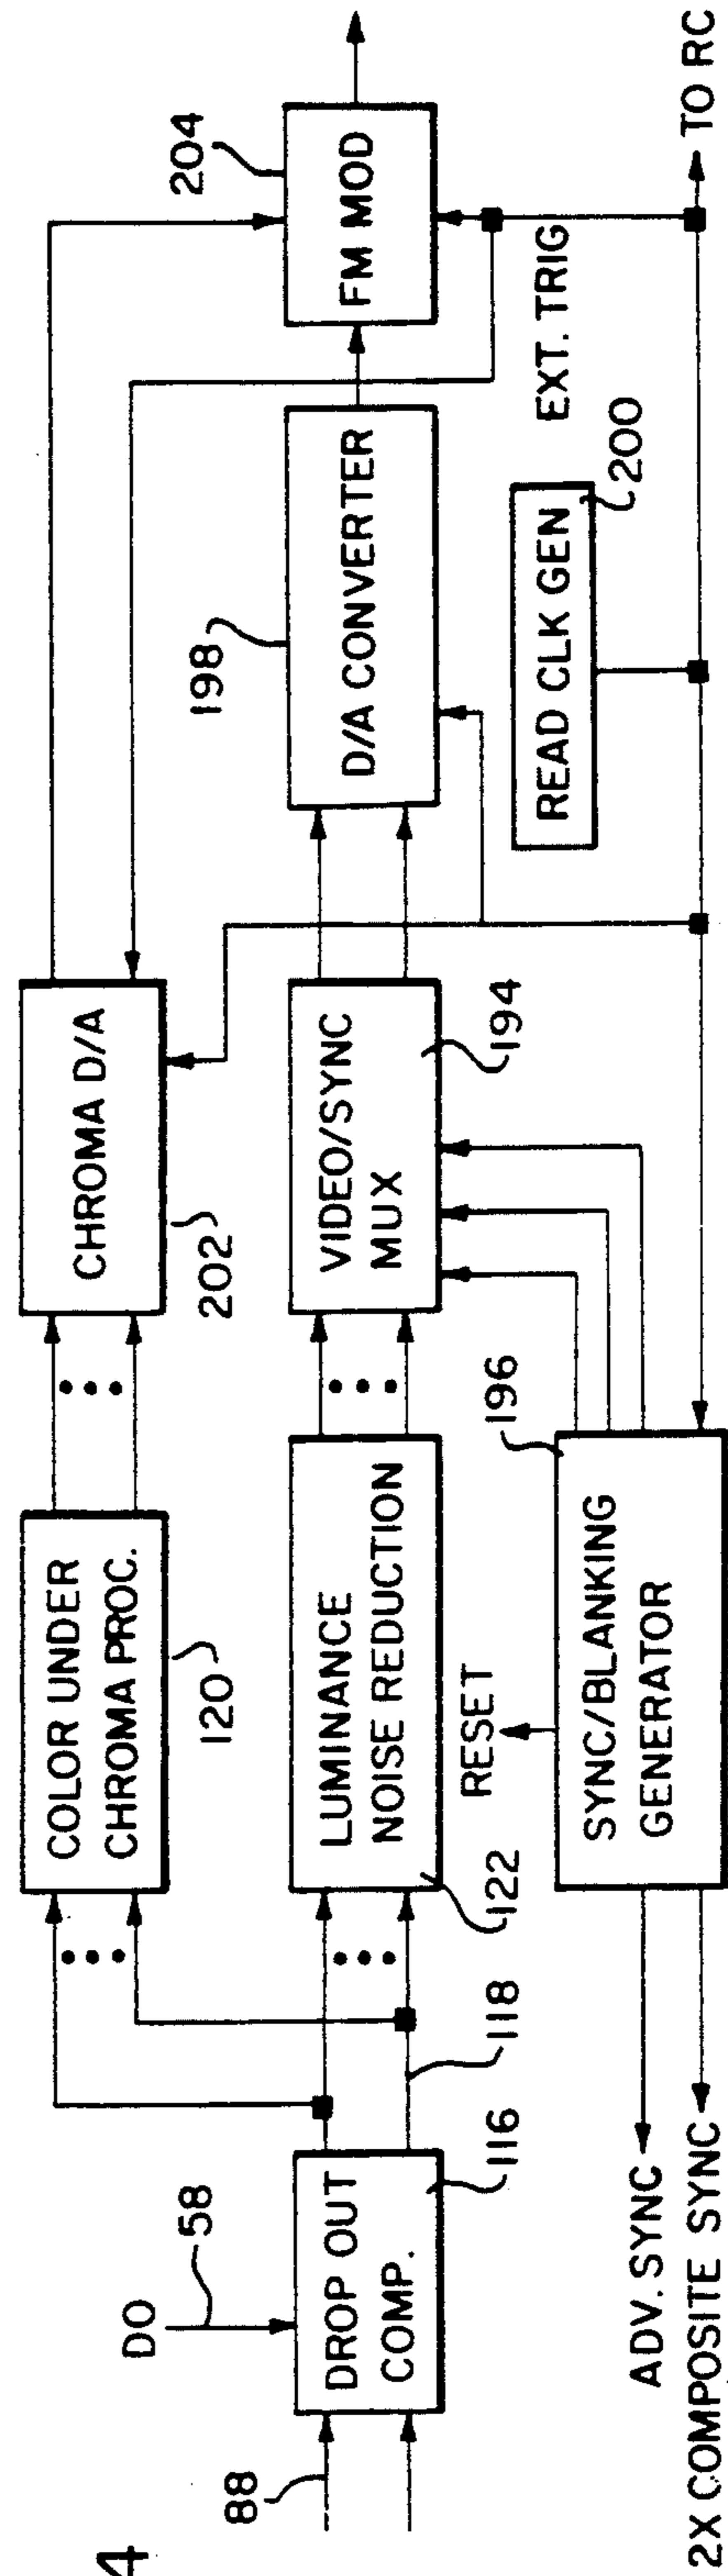 4
88
DO
58
DROP OUT
COMP.
116
118
COLOR UNDER
CHROMA PROC.
120
LUMINANCE
NOISE REDUCTION
122
CHROMA D/A
202
VIDEO/SYNC
MUX
194
RESET
196
SYNC/BLANKING
GENERATOR
ADV. SYNC
2X COMPOSITE SYNC
198
D/A CONVERTER
READ CLK GEN
200
EXT. TRIG
204
FM MOD
TO RC